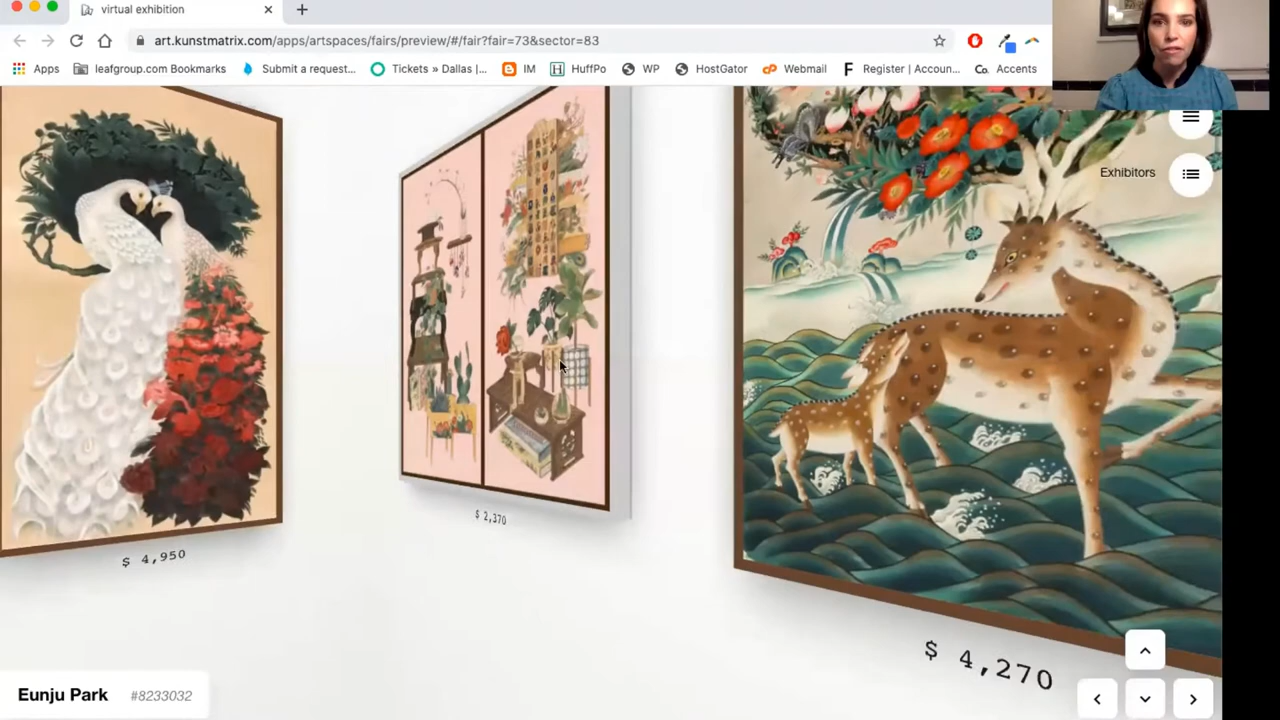 virtual exhibition
art.kunstmatrix.com/apps/artspaces/fairs/preview/#/fair?fair=73&sector=83
Apps leafgroup.com Bookmarks Submit a request... Tickets » Dallas |... IM HuffPo WP HostGator Webmail Register | Accoun... Co. Accents
Exhibitors
$ 4,950
$ 2,370
$ 4,270
Eunju Park #8233032